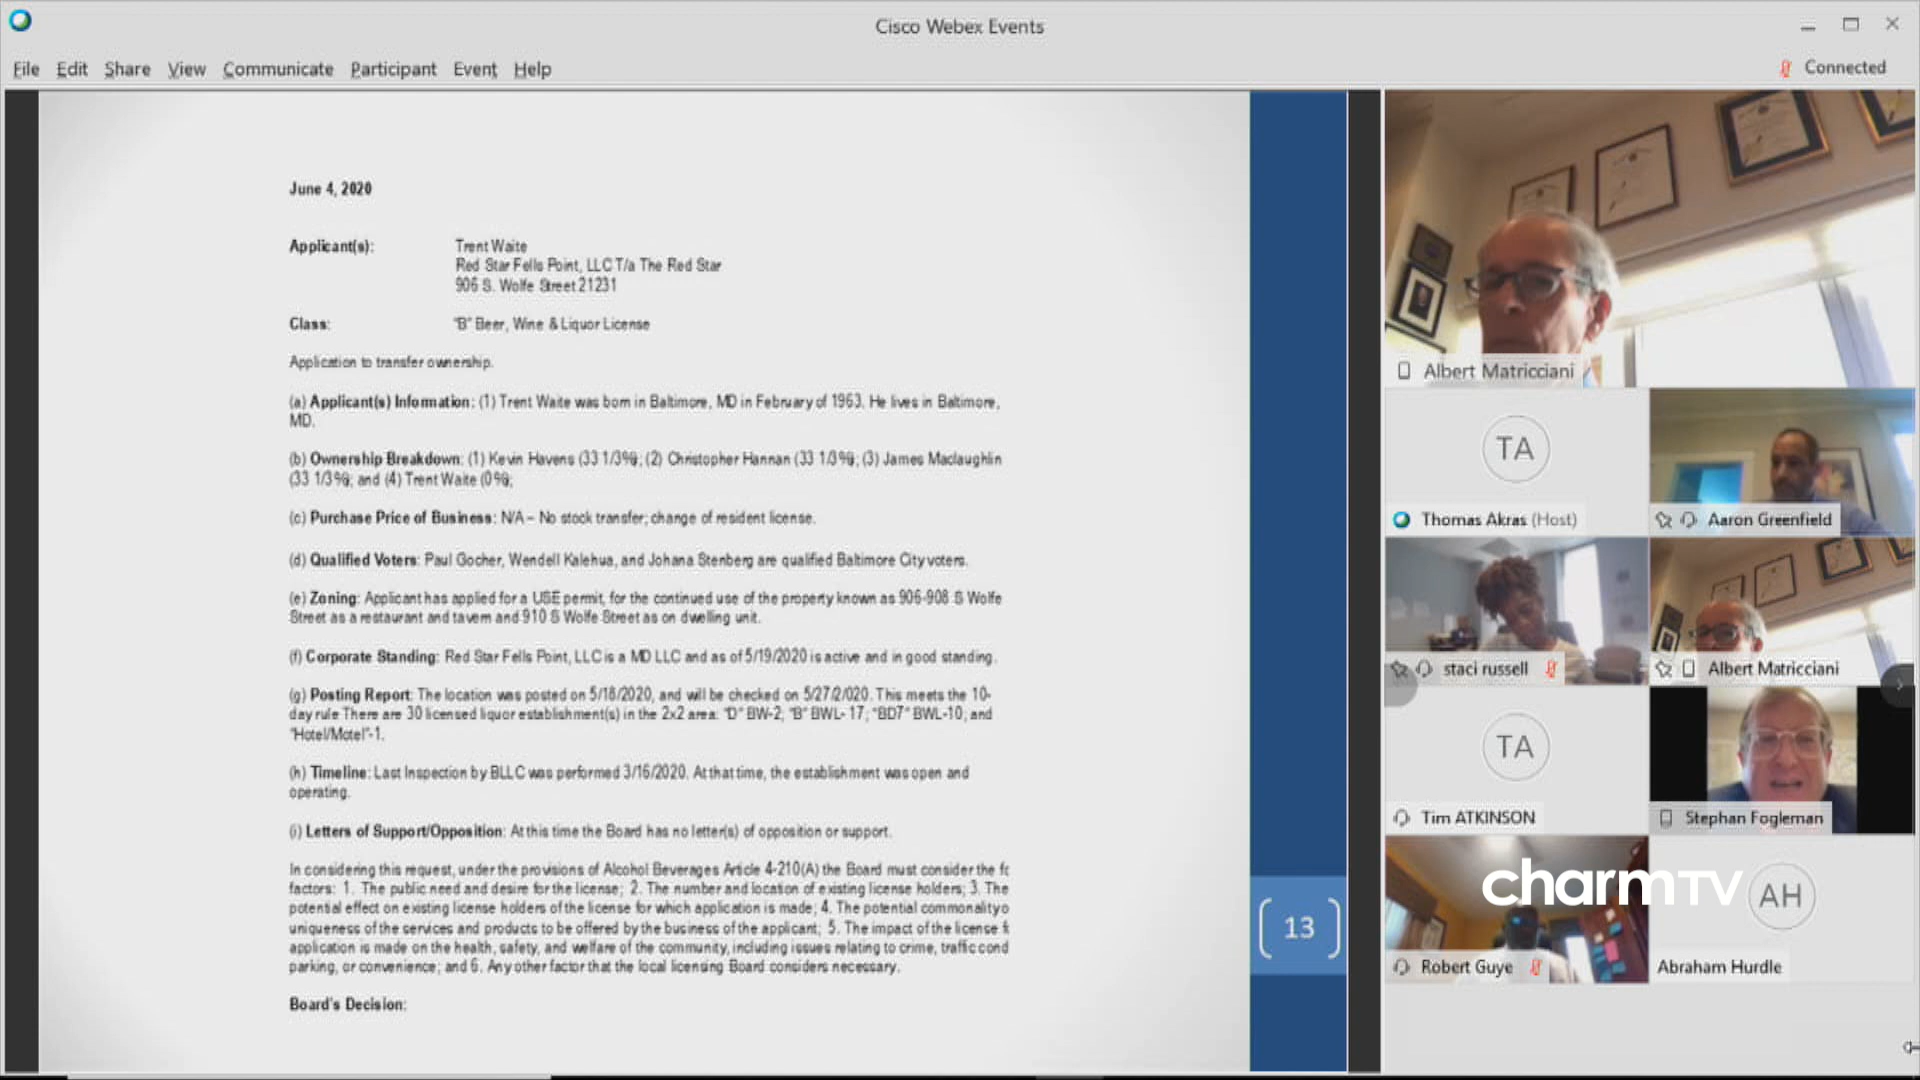 Cisco Webex Events
File Edit Share View Communicate Participant Event Help
Connected
June 4, 2020
Applicant(s): Trent Waite
Red Star Fells Point, LLC T/a The Red Star
906 S. Wolfe Street 21231
Class: "B" Beer, Wine & Liquor License
Application to transfer ownership.
(a) Applicant(s) Information: (1) Trent Waite was born in Baltimore, MD in February of 1963. He lives in Baltimore,
MD.
(b) Ownership Breakdown: (1) Kevin Havens (33 1/3%); (2) Christopher Hannan (33 1/3%); (3) James Maclaughlin
(33 1/3%); and (4) Trent Waite (0%);
(c) Purchase Price of Business: N/A – No stock transfer; change of resident license.
(d) Qualified Voters: Paul Gocher, Wendell Kalehua, and Johana Stenberg are qualified Baltimore City voters.
(e) Zoning: Applicant has applied for a USE permit, for the continued use of the property known as 906-908 S Wolfe
Street as a restaurant and tavern and 910 S Wolfe Street as on dwelling unit.
(f) Corporate Standing: Red Star Fells Point, LLC is a MD LLC and as of 5/19/2020 is active and in good standing.
(g) Posting Report: The location was posted on 5/18/2020, and will be checked on 5/27/2/020. This meets the 10-
day rule There are 30 licensed liquor establishment(s) in the 2x2 area: "D" BW-2; "B" BWL- 17; "BD7" BWL-10; and
"Hotel/Motel"-1.
(h) Timeline: Last Inspection by BLLC was performed 3/16/2020. At that time, the establishment was open and
operating.
(i) Letters of Support/Opposition: At this time the Board has no letter(s) of opposition or support.
In considering this request, under the provisions of Alcohol Beverages Article 4-210(A) the Board must consider the fo
factors: 1. The public need and desire for the license; 2. The number and location of existing license holders; 3. The
potential effect on existing license holders of the license for which application is made; 4. The potential commonality o
uniqueness of the services and products to be offered by the business of the applicant; 5. The impact of the license f
application is made on the health, safety, and welfare of the community, including issues relating to crime, traffic cond
parking, or convenience; and 6. Any other factor that the local licensing Board considers necessary.
Board's Decision:
13
Albert Matricciani
TA
Thomas Akras (Host)
Aaron Greenfield
staci russell
Albert Matricciani
TA
Tim ATKINSON
Stephan Fogleman
charmTV
AH
Robert Guye
Abraham Hurdle